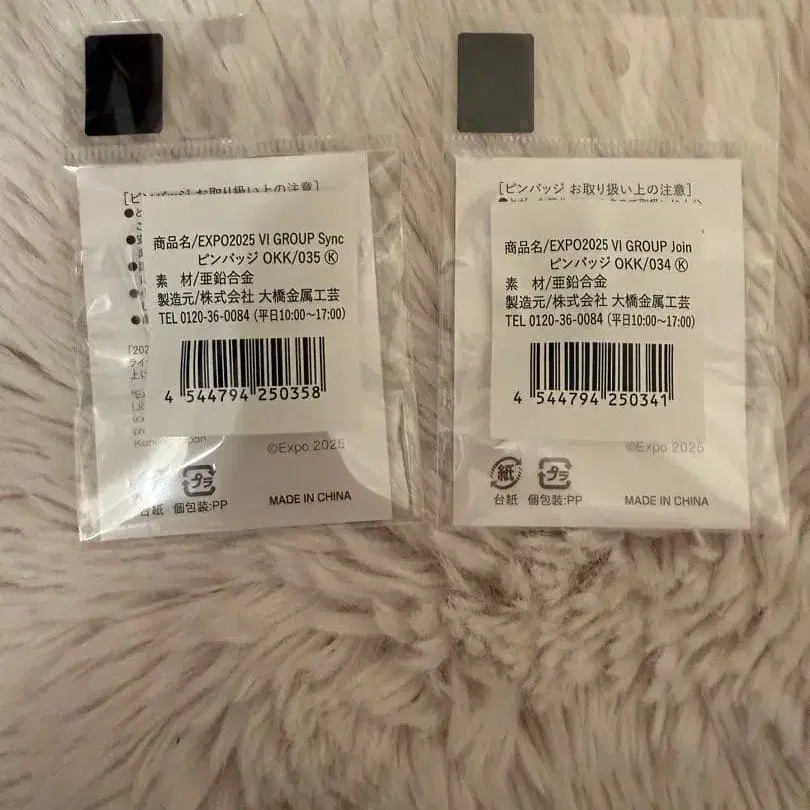 [ピンバッジ お取り扱い上の注意]
商品名/EXPO2025 VI GROUP Sync
ピンバッジ OKK/035 Ⓚ
素 材/亜鉛合金
製造元/株式会社 大橋金属工芸
TEL 0120-36-0084 (平日10:00～17:00)
4 544794 250358
Japan
©Expo 2025
プラ
台紙 個包装:PP
MADE IN CHINA
[ピンバッジ お取り扱い上の注意]
商品名/EXPO2025 VI GROUP Join
ピンバッジ OKK/034 Ⓚ
素 材/亜鉛合金
製造元/株式会社 大橋金属工芸
TEL 0120-36-0084 (平日10:00～17:00)
4 544794 250341
©Expo 2025
紙 プラ
台紙 個包装:PP
MADE IN CHINA